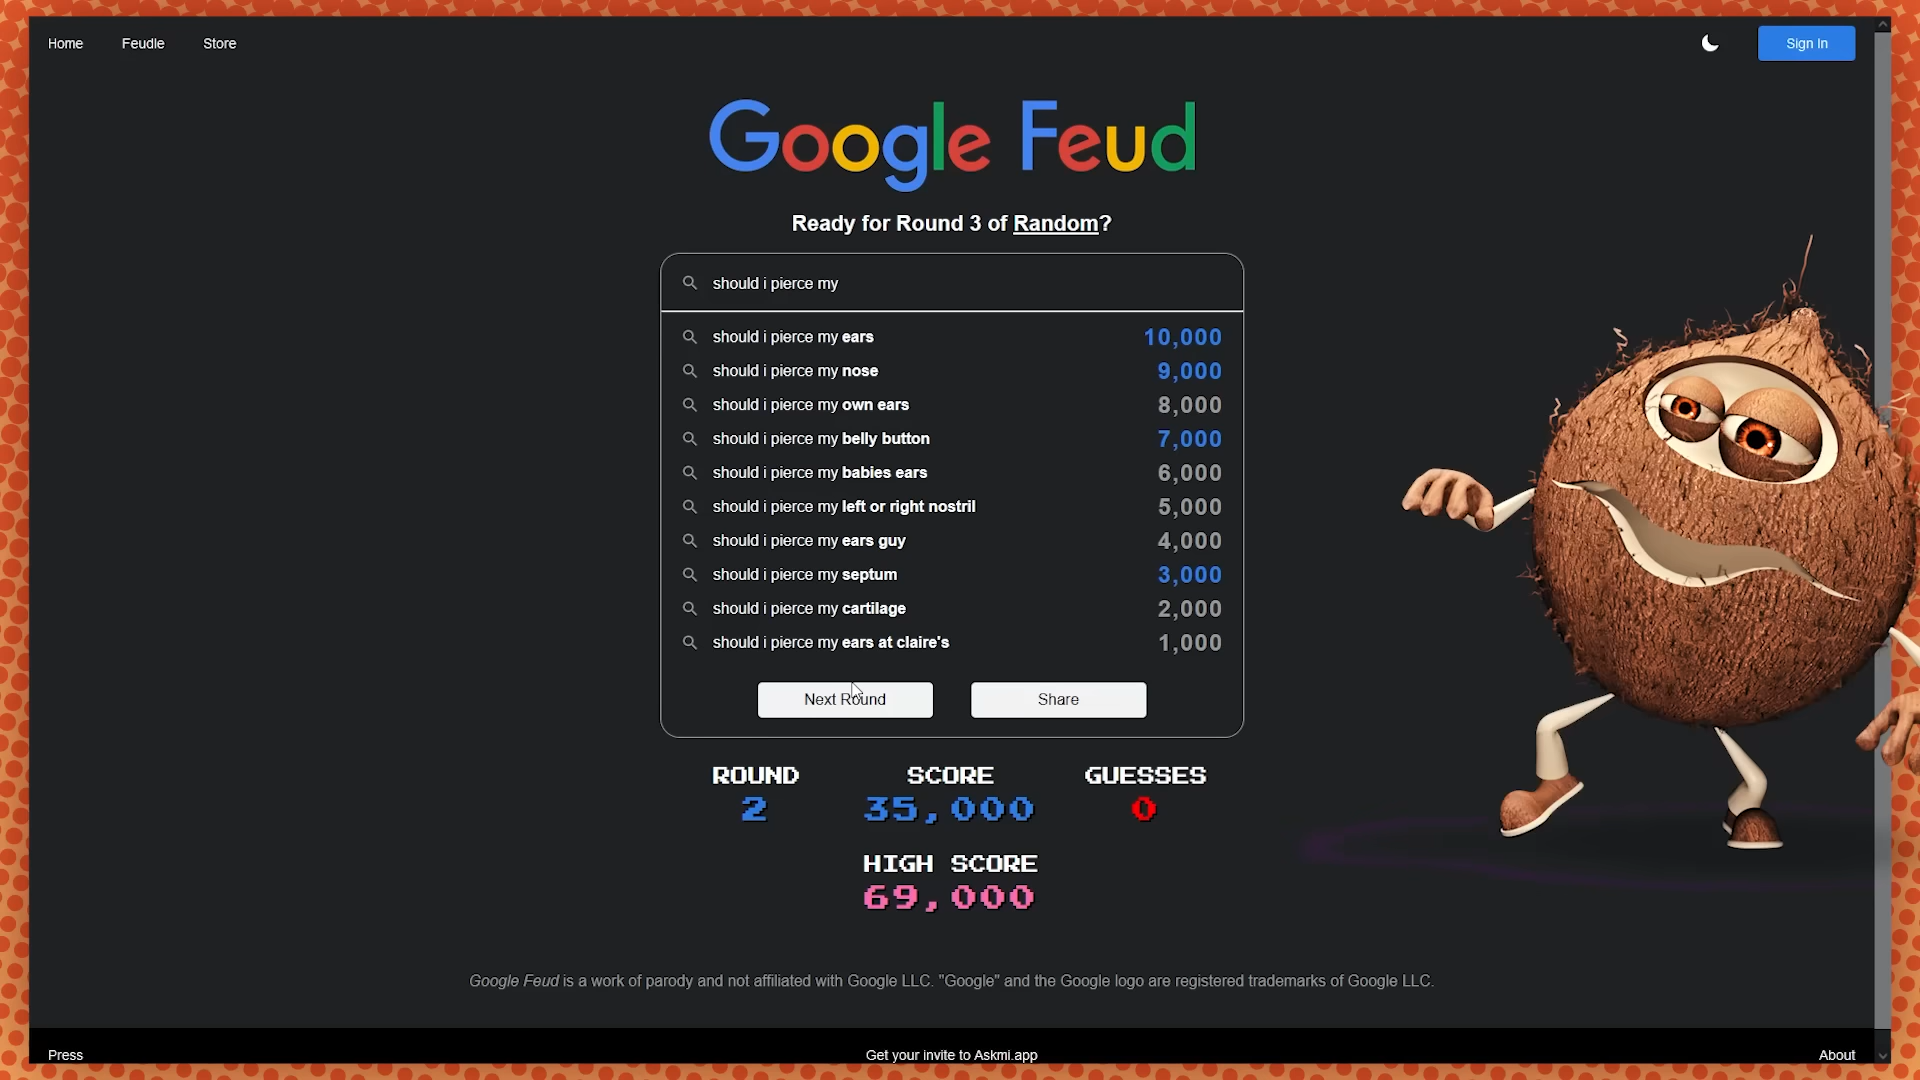 Home Feudle Store Sign In
Google Feud
Ready for Round 3 of Random?
should i pierce my
should i pierce my ears 10,000
should i pierce my nose 9,000
should i pierce my own ears 8,000
should i pierce my belly button 7,000
should i pierce my babies ears 6,000
should i pierce my left or right nostril 5,000
should i pierce my ears guy 4,000
should i pierce my septum 3,000
should i pierce my cartilage 2,000
should i pierce my ears at claire's 1,000
Next Round Share
ROUND SCORE GUESSES
2 35,000 0
HIGH SCORE
69,000
Google Feud is a work of parody and not affiliated with Google LLC. "Google" and the Google logo are registered trademarks of Google LLC.
Press Get your invite to Askmi.app About